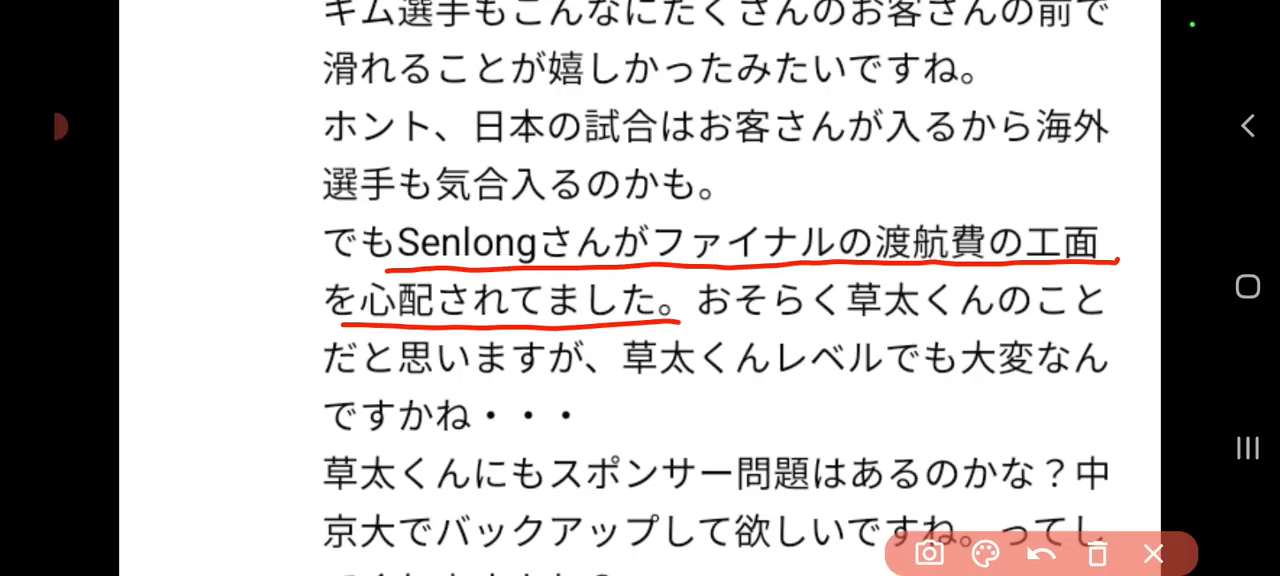 キム選手もこんなにたくさんのお客さんの前で
滑れることが嬉しかったみたいですね。
ホント、日本の試合はお客さんが入るから海外
選手も気合入るのかも。
でもSenlongさんがファイナルの渡航費の工面
を心配されてました。おそらく草太くんのこと
だと思いますが、草太くんレベルでも大変なん
ですかね・・・
草太くんにもスポンサー問題はあるのかな？中
京大でバックアップして欲しいですね。ってし